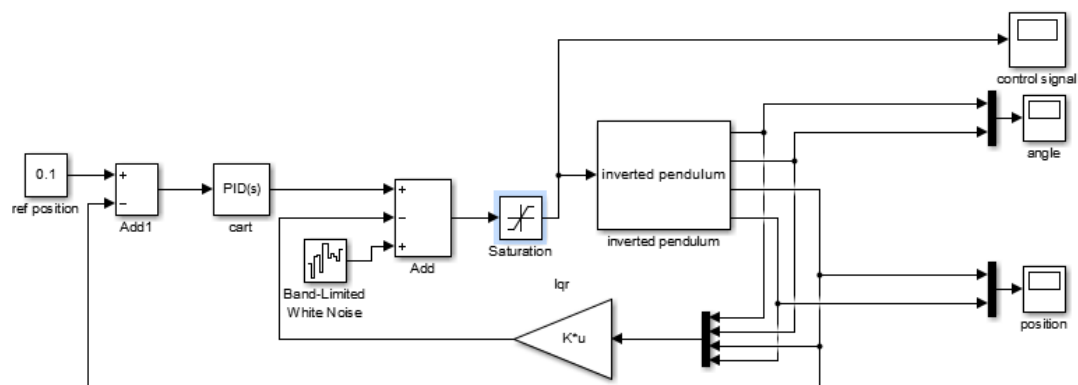 control signal
angle
0.1
ref position
+
−
Add1
PID(s)
cart
+
−
+
Add
Saturation
inverted pendulum
inverted pendulum
Band-Limited
White Noise
lqr
K*u
position